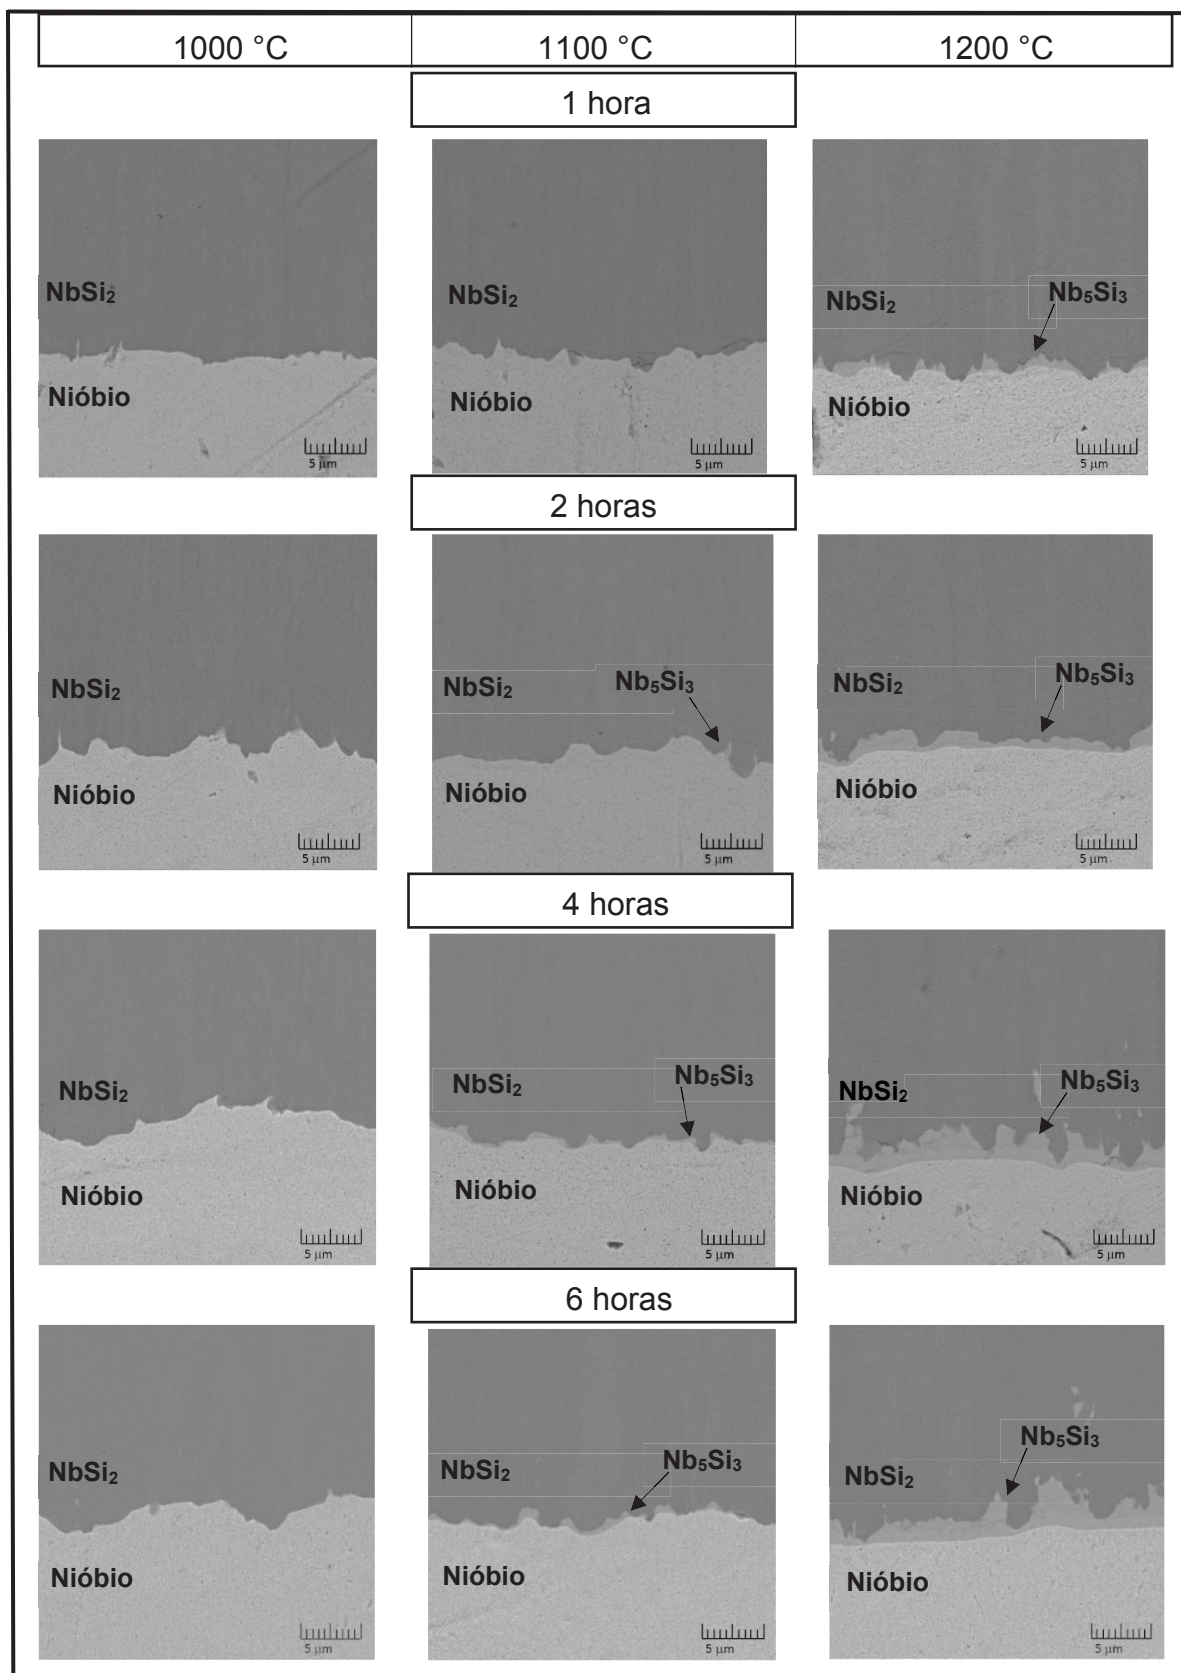 1000 °C 1100 °C 1200 °C
1 hora
NbSi₂ NbSi₂ NbSi₂ Nb₅Si₃
Nióbio Nióbio Nióbio
5 µm 5 µm 5 µm
2 horas
NbSi₂ NbSi₂ Nb₅Si₃ NbSi₂ Nb₅Si₃
Nióbio Nióbio Nióbio
5 µm 5 µm 5 µm
4 horas
NbSi₂ NbSi₂ Nb₅Si₃ NbSi₂ Nb₅Si₃
Nióbio Nióbio Nióbio
5 µm 5 µm 5 µm
6 horas
NbSi₂ NbSi₂ Nb₅Si₃ NbSi₂ Nb₅Si₃
Nióbio Nióbio Nióbio
5 µm 5 µm 5 µm